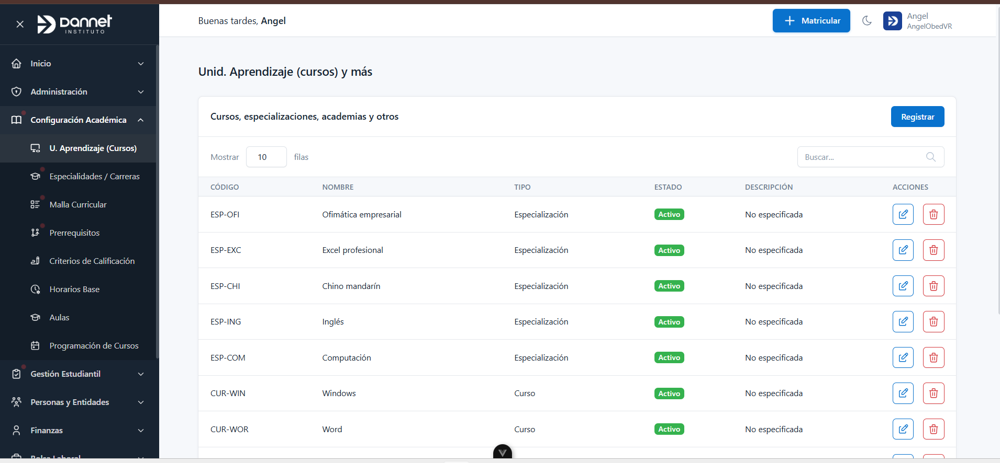 Dannet
INSTITUTO
Inicio
Administración
Configuración Académica
U. Aprendizaje (Cursos)
Especialidades / Carreras
Malla Curricular
Prerrequisitos
Criterios de Calificación
Horarios Base
Aulas
Programación de Cursos
Gestión Estudiantil
Personas y Entidades
Finanzas
Bolsa Laboral
Buenas tardes, Angel
Matricular
Angel
AngelObedVR
Unid. Aprendizaje (cursos) y más
Cursos, especializaciones, academias y otros
Registrar
Mostrar 10 filas
Buscar...
CÓDIGO NOMBRE TIPO ESTADO DESCRIPCIÓN ACCIONES
ESP-OFI Ofimática empresarial Especialización Activo No especificada
ESP-EXC Excel profesional Especialización Activo No especificada
ESP-CHI Chino mandarín Especialización Activo No especificada
ESP-ING Inglés Especialización Activo No especificada
ESP-COM Computación Especialización Activo No especificada
CUR-WIN Windows Curso Activo No especificada
CUR-WOR Word Curso Activo No especificada